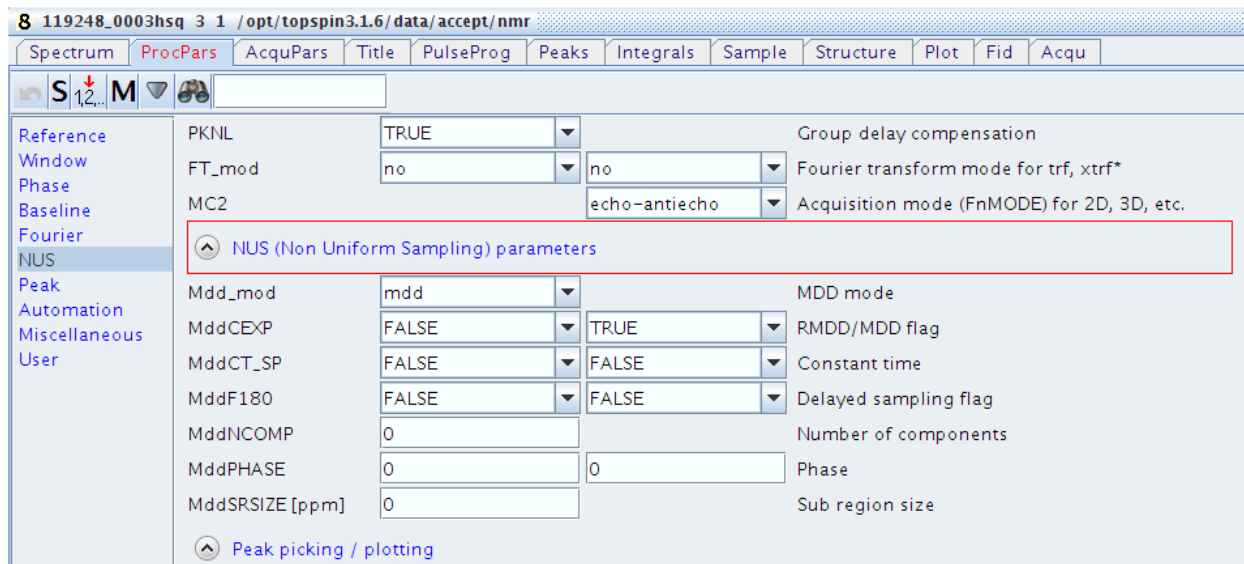 8 119248_0003hsq 3 1 /opt/topspin3.1.6/data/accept/nmr
Spectrum ProcPars AcquPars Title PulseProg Peaks Integrals Sample Structure Plot Fid Acqu
S 1,2,.. M
Reference
Window
Phase
Baseline
Fourier
NUS
Peak
Automation
Miscellaneous
User
PKNL TRUE Group delay compensation
FT_mod no no Fourier transform mode for trf, xtrf*
MC2 echo-antiecho Acquisition mode (FnMODE) for 2D, 3D, etc.
NUS (Non Uniform Sampling) parameters
Mdd_mod mdd MDD mode
MddCEXP FALSE TRUE RMDD/MDD flag
MddCT_SP FALSE FALSE Constant time
MddF180 FALSE FALSE Delayed sampling flag
MddNCOMP 0 Number of components
MddPHASE 0 0 Phase
MddSRSIZE [ppm] 0 Sub region size
Peak picking / plotting